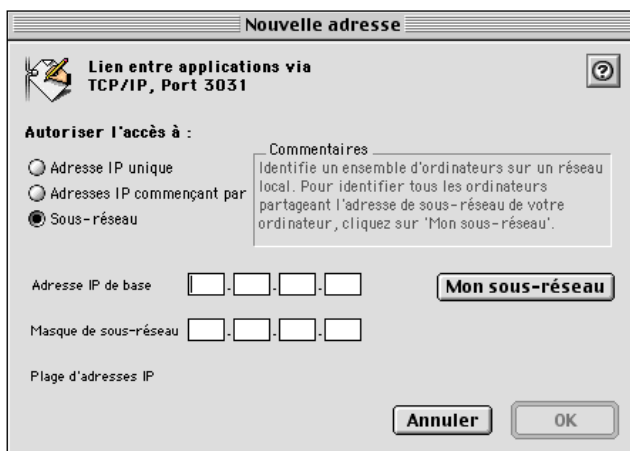 Nouvelle adresse
Lien entre applications via
TCP/IP, Port 3031
?
Autoriser l'accès à :
Adresse IP unique
Adresses IP commençant par
Sous-réseau
Commentaires
Identifie un ensemble d'ordinateurs sur un réseau
local. Pour identifier tous les ordinateurs
partageant l'adresse de sous-réseau de votre
ordinateur, cliquez sur 'Mon sous-réseau'.
Adresse IP de base . . .
Mon sous-réseau
Masque de sous-réseau . . .
Plage d'adresses IP
Annuler
OK